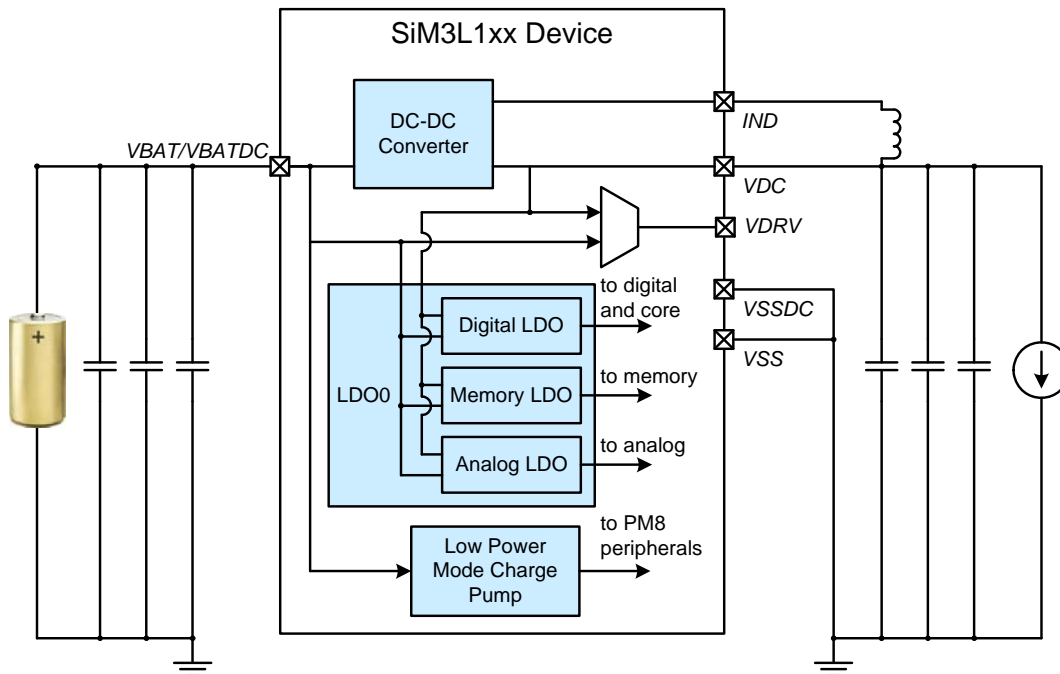 SiM3L1xx Device
DC-DC
Converter
IND
VBAT/VBATDC
VDC
VDRV
to digital
and core
VSSDC
Digital LDO
VSS
to memory
LDO0
Memory LDO
to analog
Analog LDO
to PM8
peripherals
Low Power
Mode Charge
Pump
+